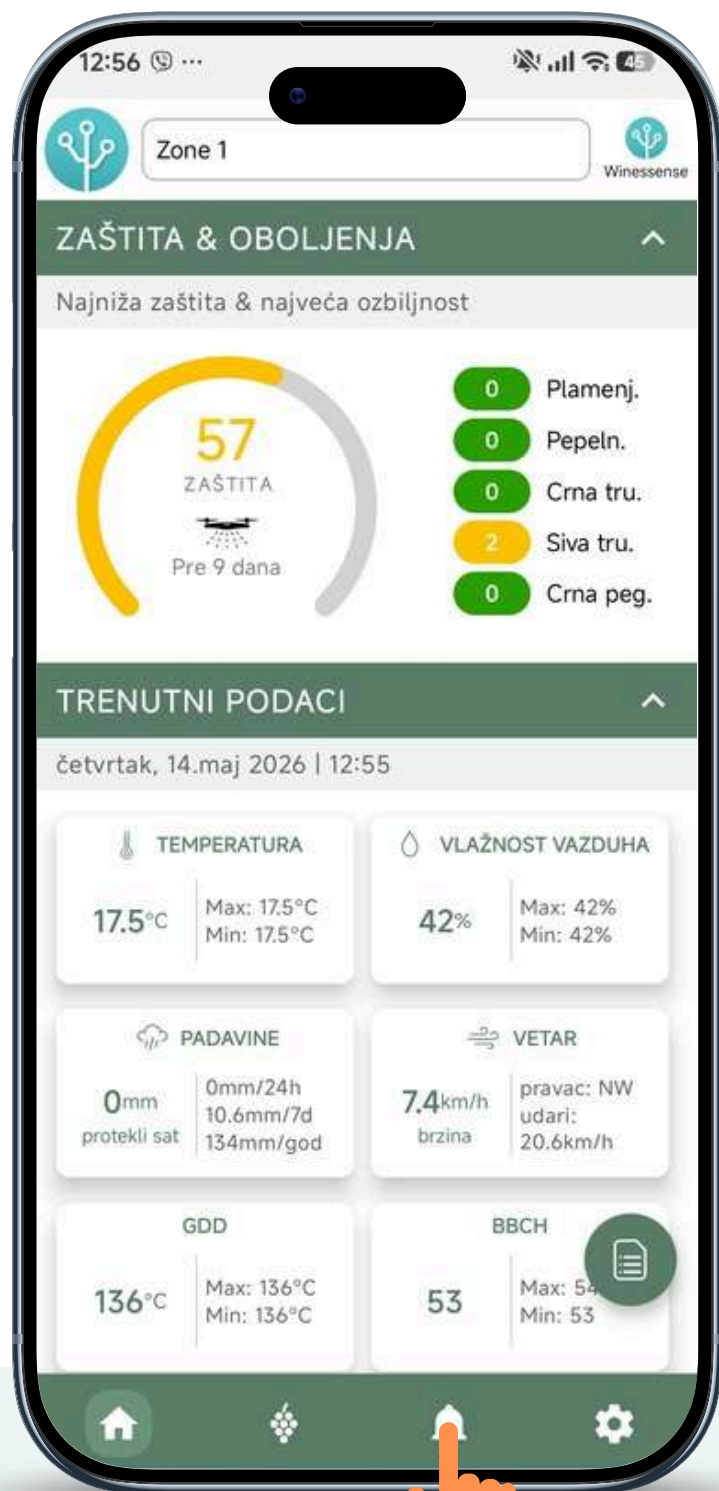 12:56
45
Zone 1
Winessense
ZAŠTITA & OBOLJENJA
Najniža zaštita & najveća ozbiljnost
57
ZAŠTITA
Pre 9 dana
0 Plamenj.
0 Pepeln.
0 Crna tru.
2 Siva tru.
0 Crna peg.
TRENUTNI PODACI
četvrtak, 14.maj 2026 | 12:55
TEMPERATURA
17.5°C
Max: 17.5°C
Min: 17.5°C
VLAŽNOST VAZDUHA
42%
Max: 42%
Min: 42%
PADAVINE
0mm
protekli sat
0mm/24h
10.6mm/7d
134mm/god
VETAR
7.4km/h
brzina
pravac: NW
udari:
20.6km/h
GDD
136°C
Max: 136°C
Min: 136°C
BBCH
53
Max: 54
Min: 53